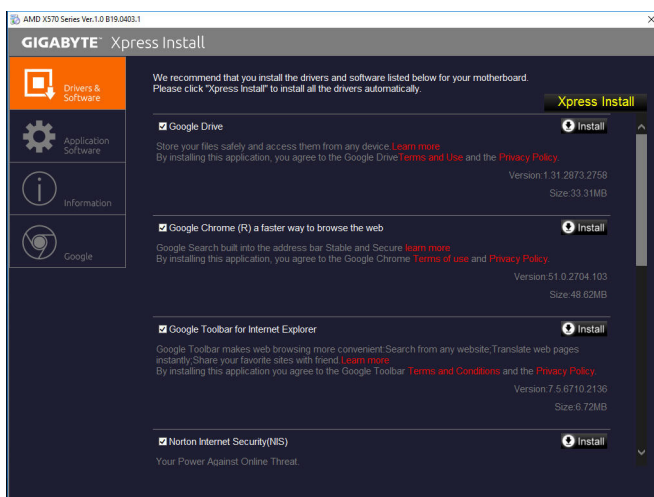 AMD X570 Series Ver.1.0 B19.0403.1
GIGABYTE™ Xpress Install
Drivers &
Software
Application
Software
Information
Google
We recommend that you install the drivers and software listed below for your motherboard.
Please click "Xpress Install" to install all the drivers automatically.
Xpress Install
Google Drive
Install
Store your files safely and access them from any device.Learn more
By installing this application, you agree to the Google DriveTerms and Use and the Privacy Policy.
Version:1.31.2873.2758
Size:33.31MB
Google Chrome (R) a faster way to browse the web
Install
Google Search built into the address bar Stable and Secure learn more
By installing this application, you agree to the Google Chrome Terms of use and Privacy Policy.
Version:51.0.2704.103
Size:48.62MB
Google Toolbar for Internet Explorer
Install
Google Toolbar makes web browsing more convenient:Search from any website;Translate web pages
instantly;Share your favorite sites with friend.Learn more
By installing this application you agree to the Google Toolbar Terms and Conditions and the Privacy Policy.
Version:7.5.6710.2136
Size:6.72MB
Norton Internet Security(NIS)
Install
Your Power Against Online Threat.